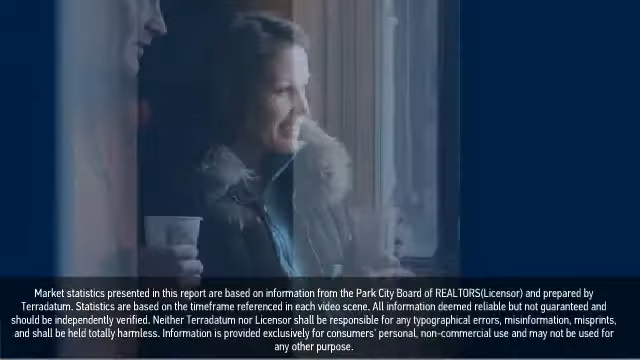 Market statistics presented in this report are based on information from the Park City Board of REALTORS(Licensor) and prepared by
Terradatum. Statistics are based on the timeframe referenced in each video scene. All information deemed reliable but not guaranteed and
should be independently verified. Neither Terradatum nor Licensor shall be responsible for any typographical errors, misinformation, misprints,
and shall be held totally harmless. Information is provided exclusively for consumers' personal, non-commercial use and may not be used for
any other purpose.